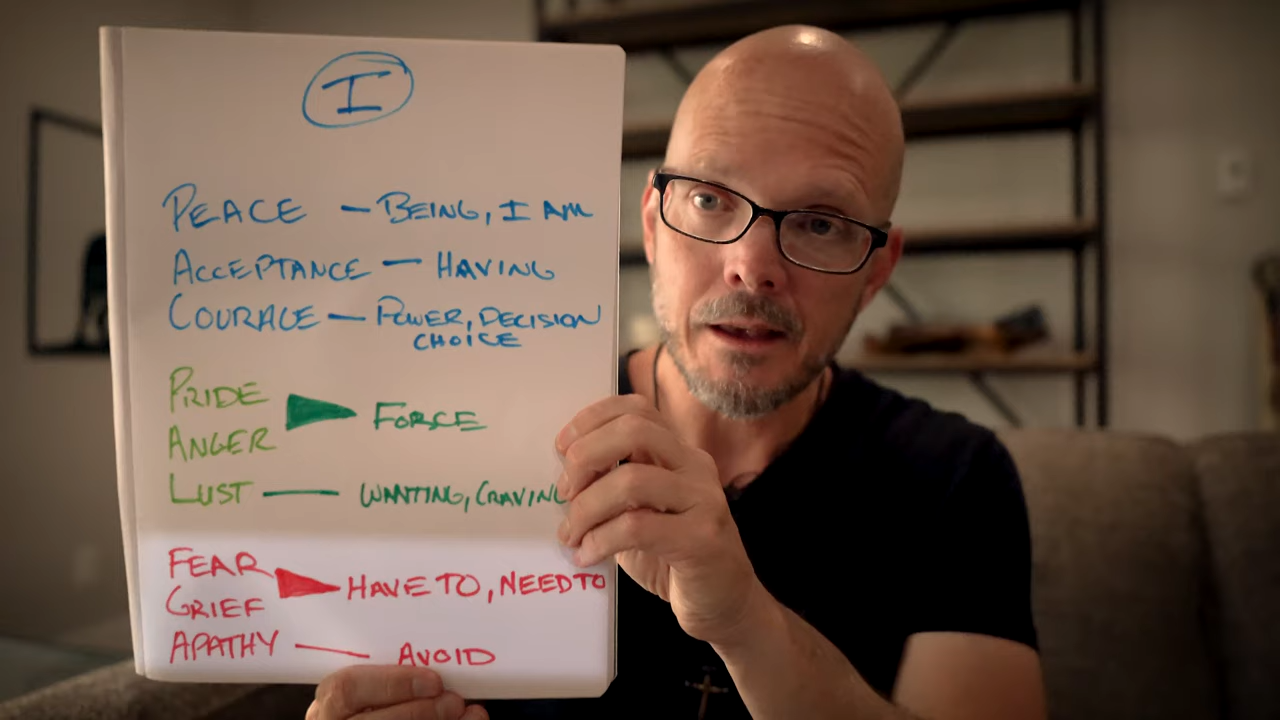 I
PEACE – BEING, I AM
ACCEPTANCE – HAVING
COURAGE – POWER, DECISION
CHOICE
PRIDE
FORCE
ANGER
LUST — WANTING, CRAVING
FEAR
HAVE TO, NEED TO
GRIEF
APATHY — AVOID